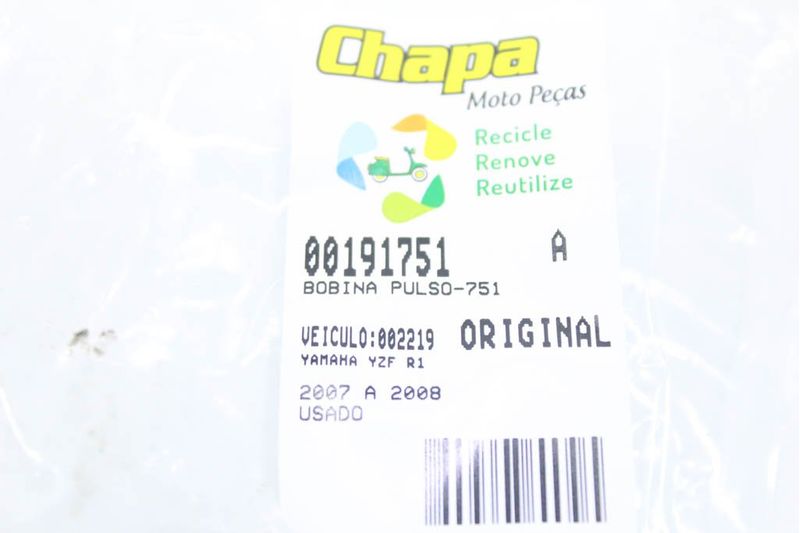 Chapa
Moto Peças
Recicle
Renove
Reutilize
00191751 A
BOBINA PULSO-751
VEICULO:002219 ORIGINAL
YAMAHA YZF R1
2007 A 2008
USADO